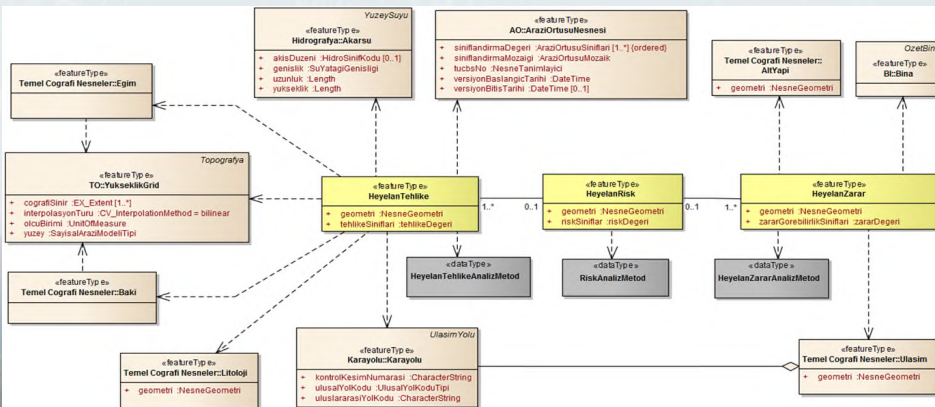 YuzeySuyu
«featureType»
Hidrografya::Akarsu
+ akisDuzeni :HidroSinifKodu [0..1]
+ genislik :SuYatagiGenisligi
+ uzunluk :Length
+ yukseklik :Length
«featureType»
AO::AraziOrtusuNesnesi
+ siniflandirmaDegeri :AraziOrtusuSiniflari [1..*] {ordered}
+ siniflandirmaMozaigi :AraziOrtusuMozaik
+ tucbsNo :NesneTanimlayici
+ versiyonBaslangicTarihi :DateTime
+ versiyonBitisTarihi :DateTime [0..1]
«featureType»
Temel Cografi Nesneler::
AltYapi
+ geometri :NesneGeometri
OzetBin
«featureType»
BI::Bina
«featureType»
Temel Cografi Nesneler::Egim
Topografya
«featureType»
TO::YukseklikGrid
+ cografiSinir :EX_Extent [1..*]
+ interpolasyonTuru :CV_InterpolationMethod = bilinear
+ olcuBirimi :UnitOfMeasure
+ yuzey :SayisalAraziModeliTipi
«featureType»
HeyelanTehlike
+ geometri :NesneGeometri
+ tehlikeSiniflari :tehlikeDegeri
1..*
0..1
«featureType»
HeyelanRisk
+ geometri :NesneGeometri
+ riskSiniflar :riskDegeri
0..1
1..*
«featureType»
HeyelanZarar
+ geometri :NesneGeometri
+ zararGorebilirlikSiniflari :zararDegeri
«dataType»
HeyelanTehlikeAnalizMetod
«dataType»
RiskAnalizMetod
«dataType»
HeyelanZararAnalizMetod
«featureType»
Temel Cografi Nesneler::Baki
«featureType»
Temel Cografi Nesneler::Litoloji
+ geometri :NesneGeometri
UlasimYolu
«featureType»
Karayolu::Karayolu
+ kontrolKesimNumarasi :CharacterString
+ ulusalYolKodu :UlusalYolKoduTipi
+ uluslararasiYolKodu :CharacterString
«featureType»
Temel Cografi Nesneler::Ulasim
+ geometri :NesneGeometri